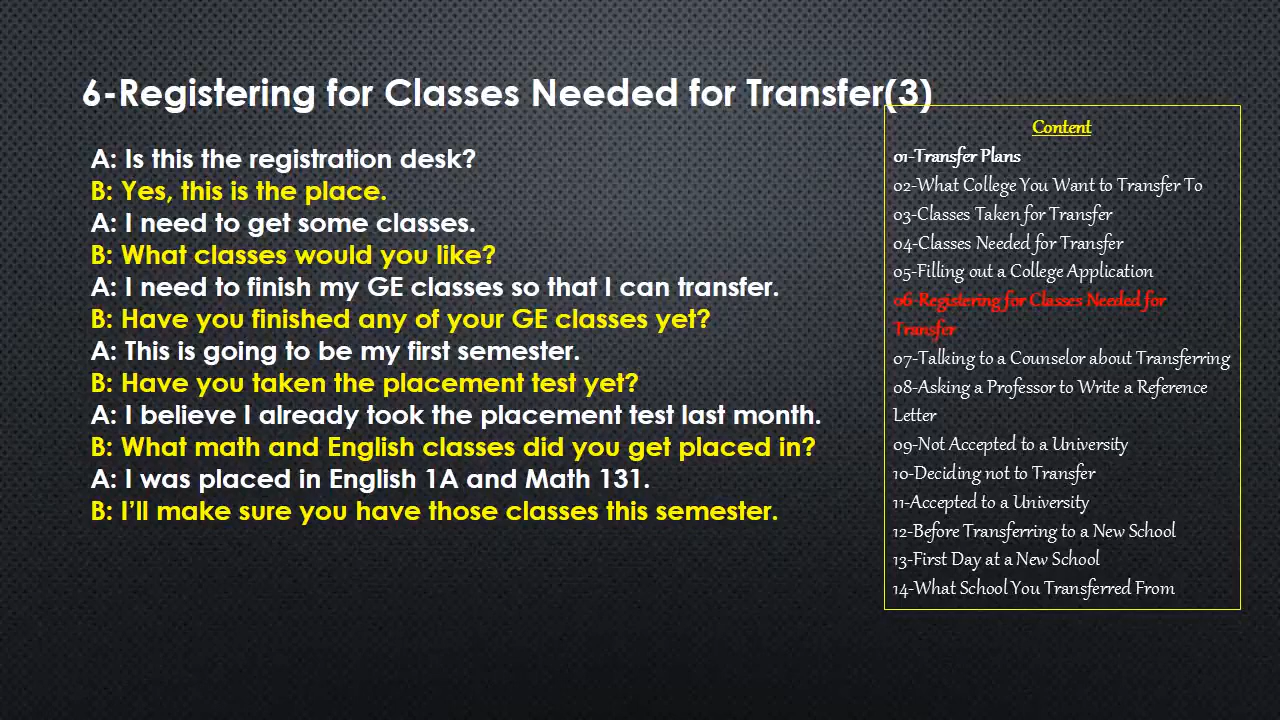 6-Registering for Classes Needed for Transfer(3)
A: Is this the registration desk?
B: Yes, this is the place.
A: I need to get some classes.
B: What classes would you like?
A: I need to finish my GE classes so that I can transfer.
B: Have you finished any of your GE classes yet?
A: This is going to be my first semester.
B: Have you taken the placement test yet?
A: I believe I already took the placement test last month.
B: What math and English classes did you get placed in?
A: I was placed in English 1A and Math 131.
B: I’ll make sure you have those classes this semester.
Content
01-Transfer Plans
02-What College You Want to Transfer To
03-Classes Taken for Transfer
04-Classes Needed for Transfer
05-Filling out a College Application
06-Registering for Classes Needed for
Transfer
07-Talking to a Counselor about Transferring
08-Asking a Professor to Write a Reference
Letter
09-Not Accepted to a University
10-Deciding not to Transfer
11-Accepted to a University
12-Before Transferring to a New School
13-First Day at a New School
14-What School You Transferred From